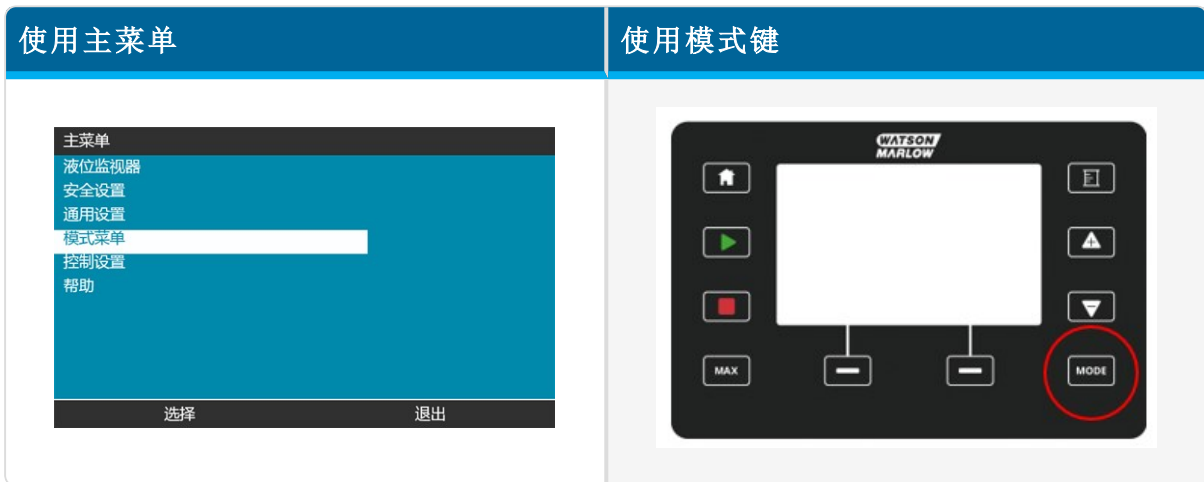 使用主菜单
使用模式键
主菜单
液位监视器
安全设置
通用设置
模式菜单
控制设置
帮助
选择
退出
WATSON
MARLOW
MAX
MODE